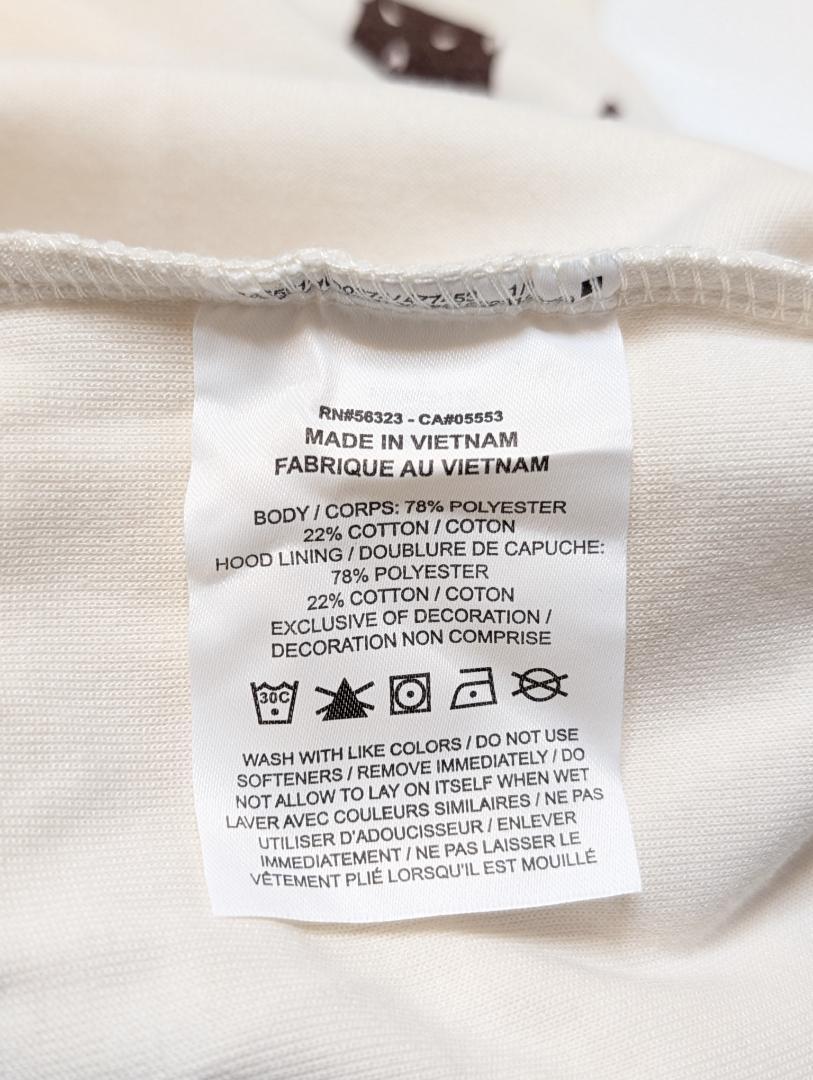 RN#56323 - CA#05553
MADE IN VIETNAM
FABRIQUE AU VIETNAM
BODY / CORPS: 78% POLYESTER
22% COTTON / COTON
HOOD LINING / DOUBLURE DE CAPUCHE:
78% POLYESTER
22% COTTON / COTON
EXCLUSIVE OF DECORATION /
DECORATION NON COMPRISE
30C
WASH WITH LIKE COLORS / DO NOT USE
SOFTENERS / REMOVE IMMEDIATELY / DO
NOT ALLOW TO LAY ON ITSELF WHEN WET
LAVER AVEC COULEURS SIMILAIRES / NE PAS
UTILISER D'ADOUCISSEUR / ENLEVER
IMMEDIATEMENT / NE PAS LAISSER LE
VÊTEMENT PLIÉ LORSQU'IL EST MOUILLÉ